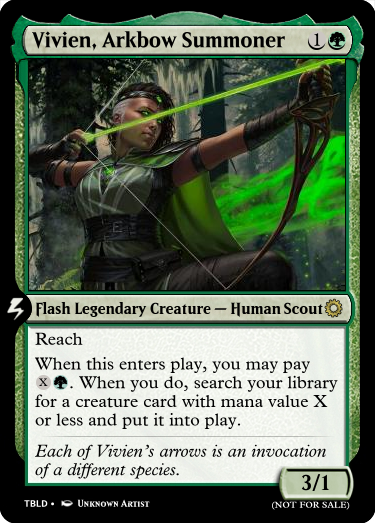 Vivien, Arkbow Summoner 1
Flash Legendary Creature — Human Scout
Reach
When this enters play, you may pay
X. When you do, search your library
for a creature card with mana value X
or less and put it into play.
Each of Vivien's arrows is an invocation
of a different species.
3/1
TBLD • Unknown Artist
(NOT FOR SALE)